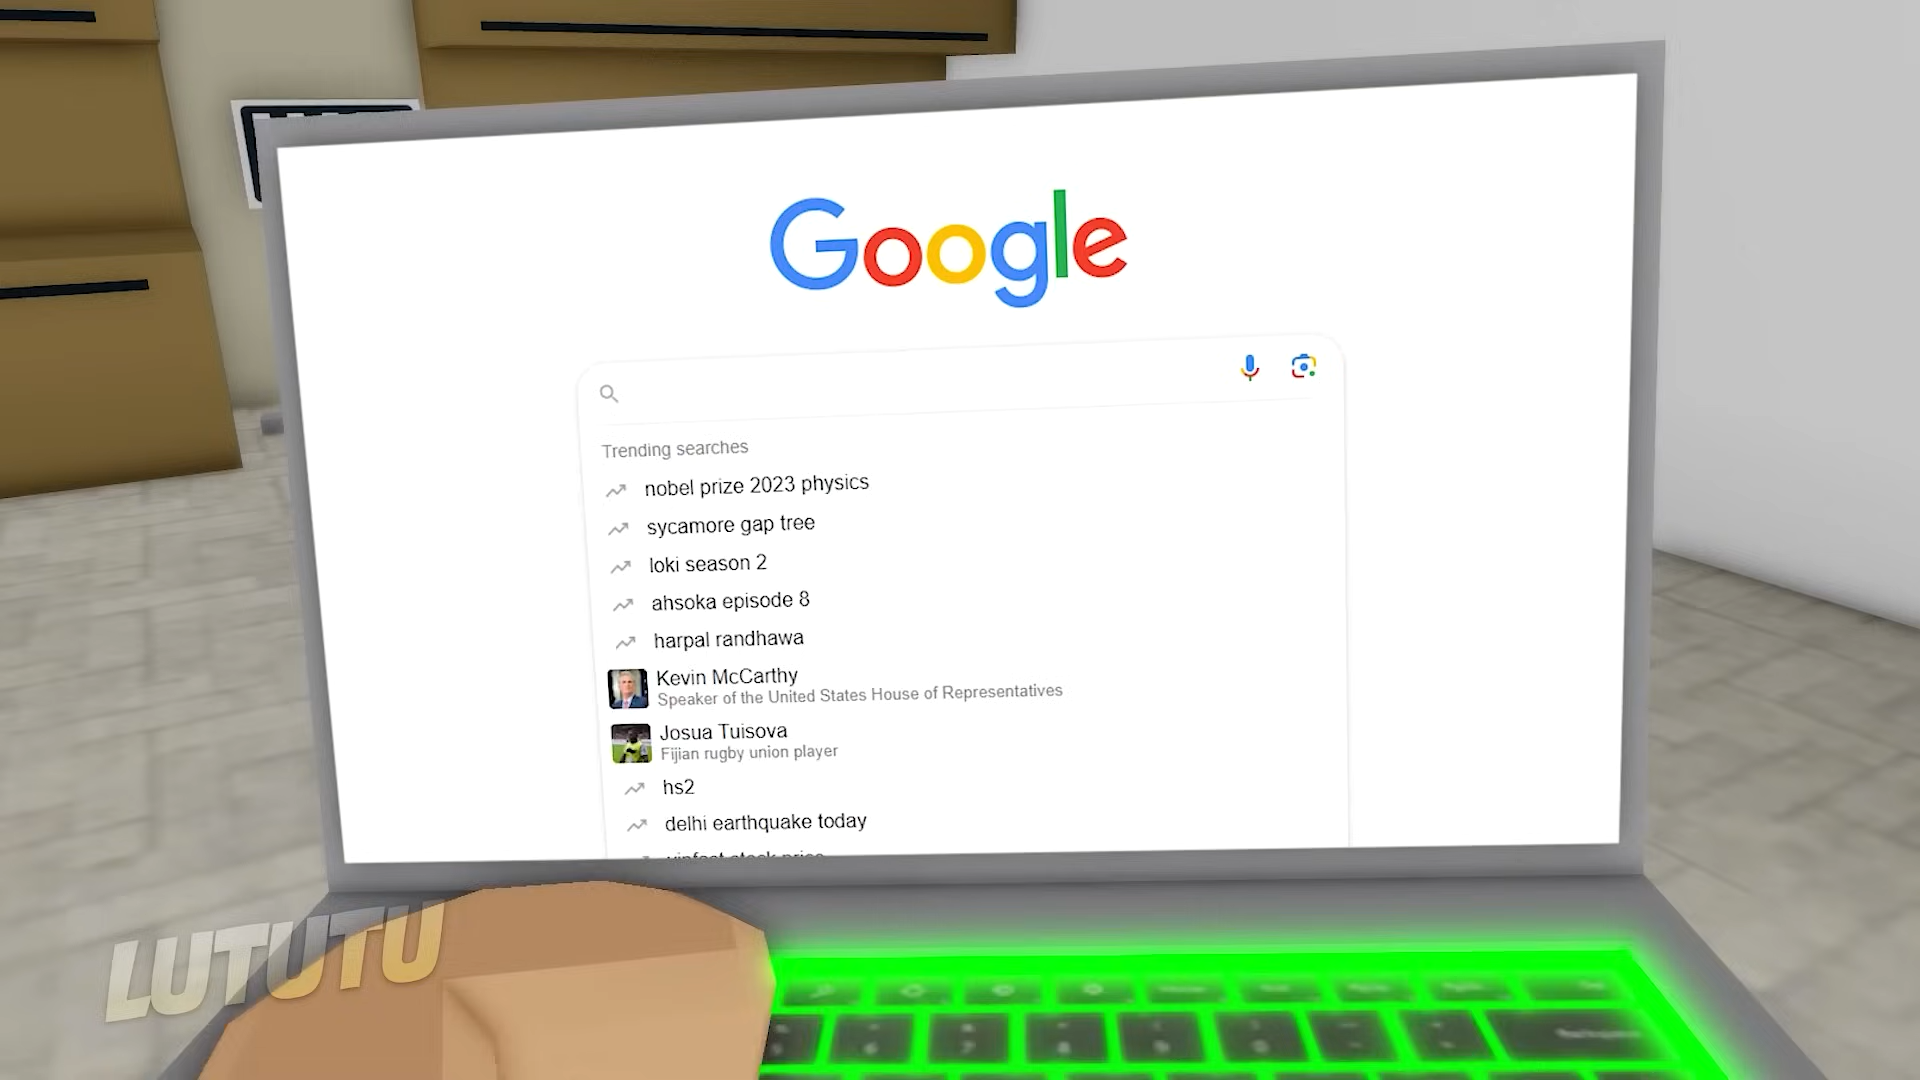 Google
Trending searches
nobel prize 2023 physics
sycamore gap tree
loki season 2
ahsoka episode 8
harpal randhawa
Kevin McCarthy
Speaker of the United States House of Representatives
Josua Tuisova
Fijian rugby union player
hs2
delhi earthquake today
LUTUTU